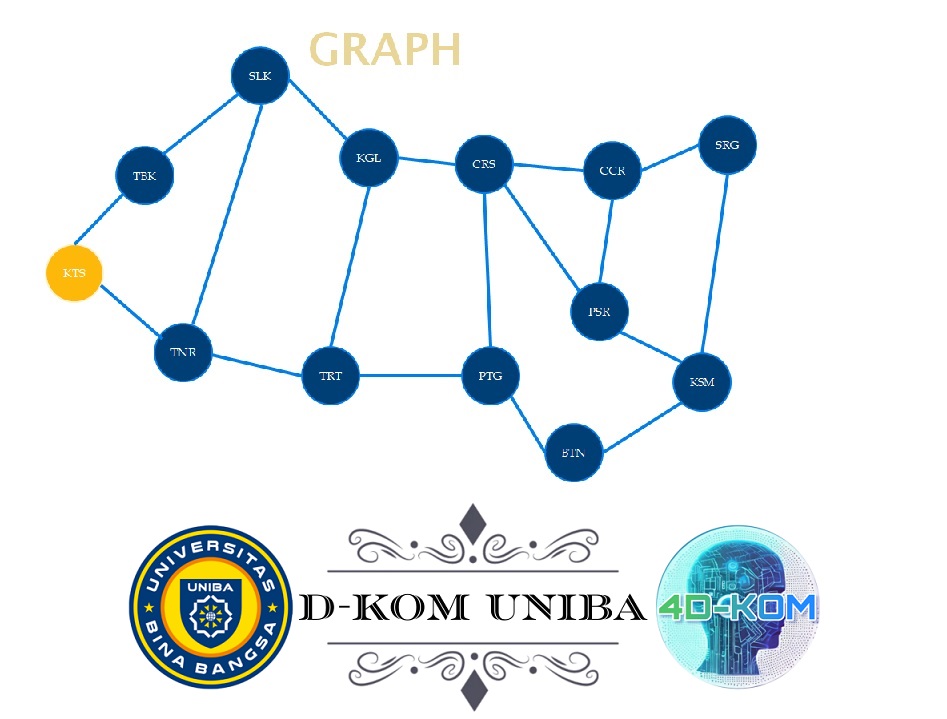 GRAPH
SLK
SRG
KGL
CRS
CCR
TBK
KTS
PSR
TNR
TRT
PTG
KSM
BTN
UNIVERSITAS
UNIBA
BINA BANGSA
D-KOM UNIBA
4D-KOM